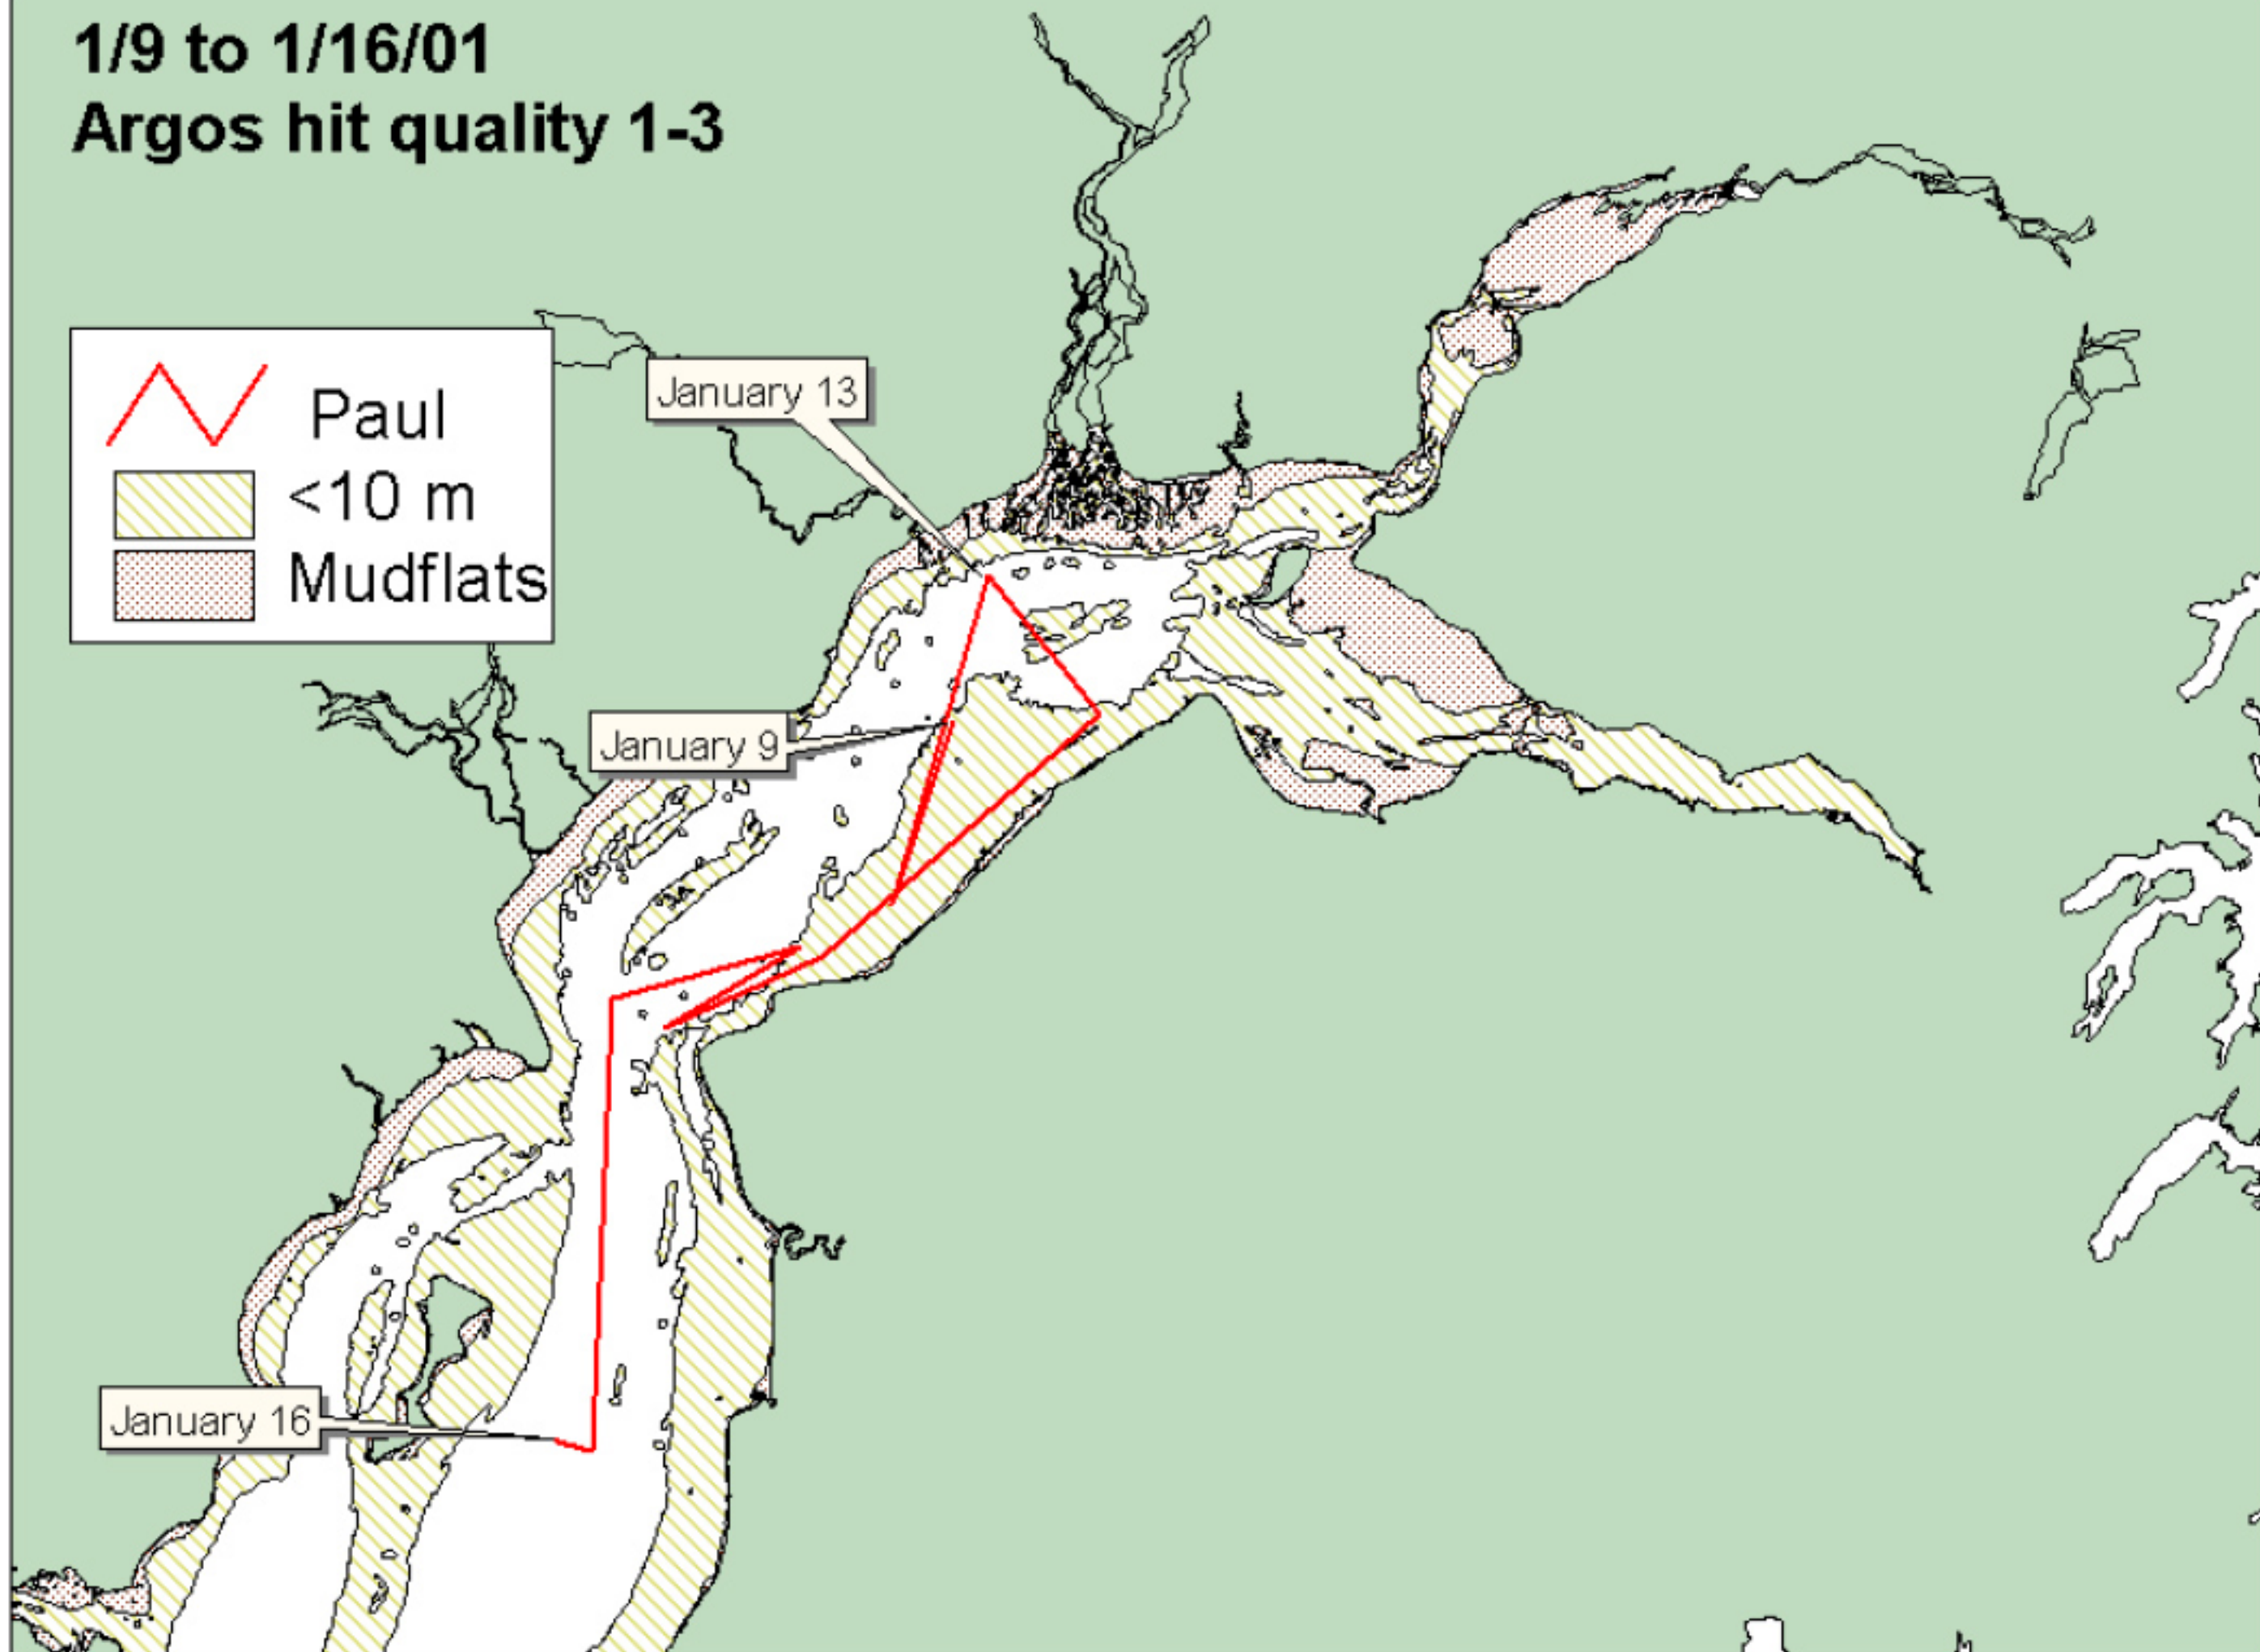 1/9 to 1/16/01
Argos hit quality 1-3
Paul
<10 m
Mudflats
January 13
January 9
January 16